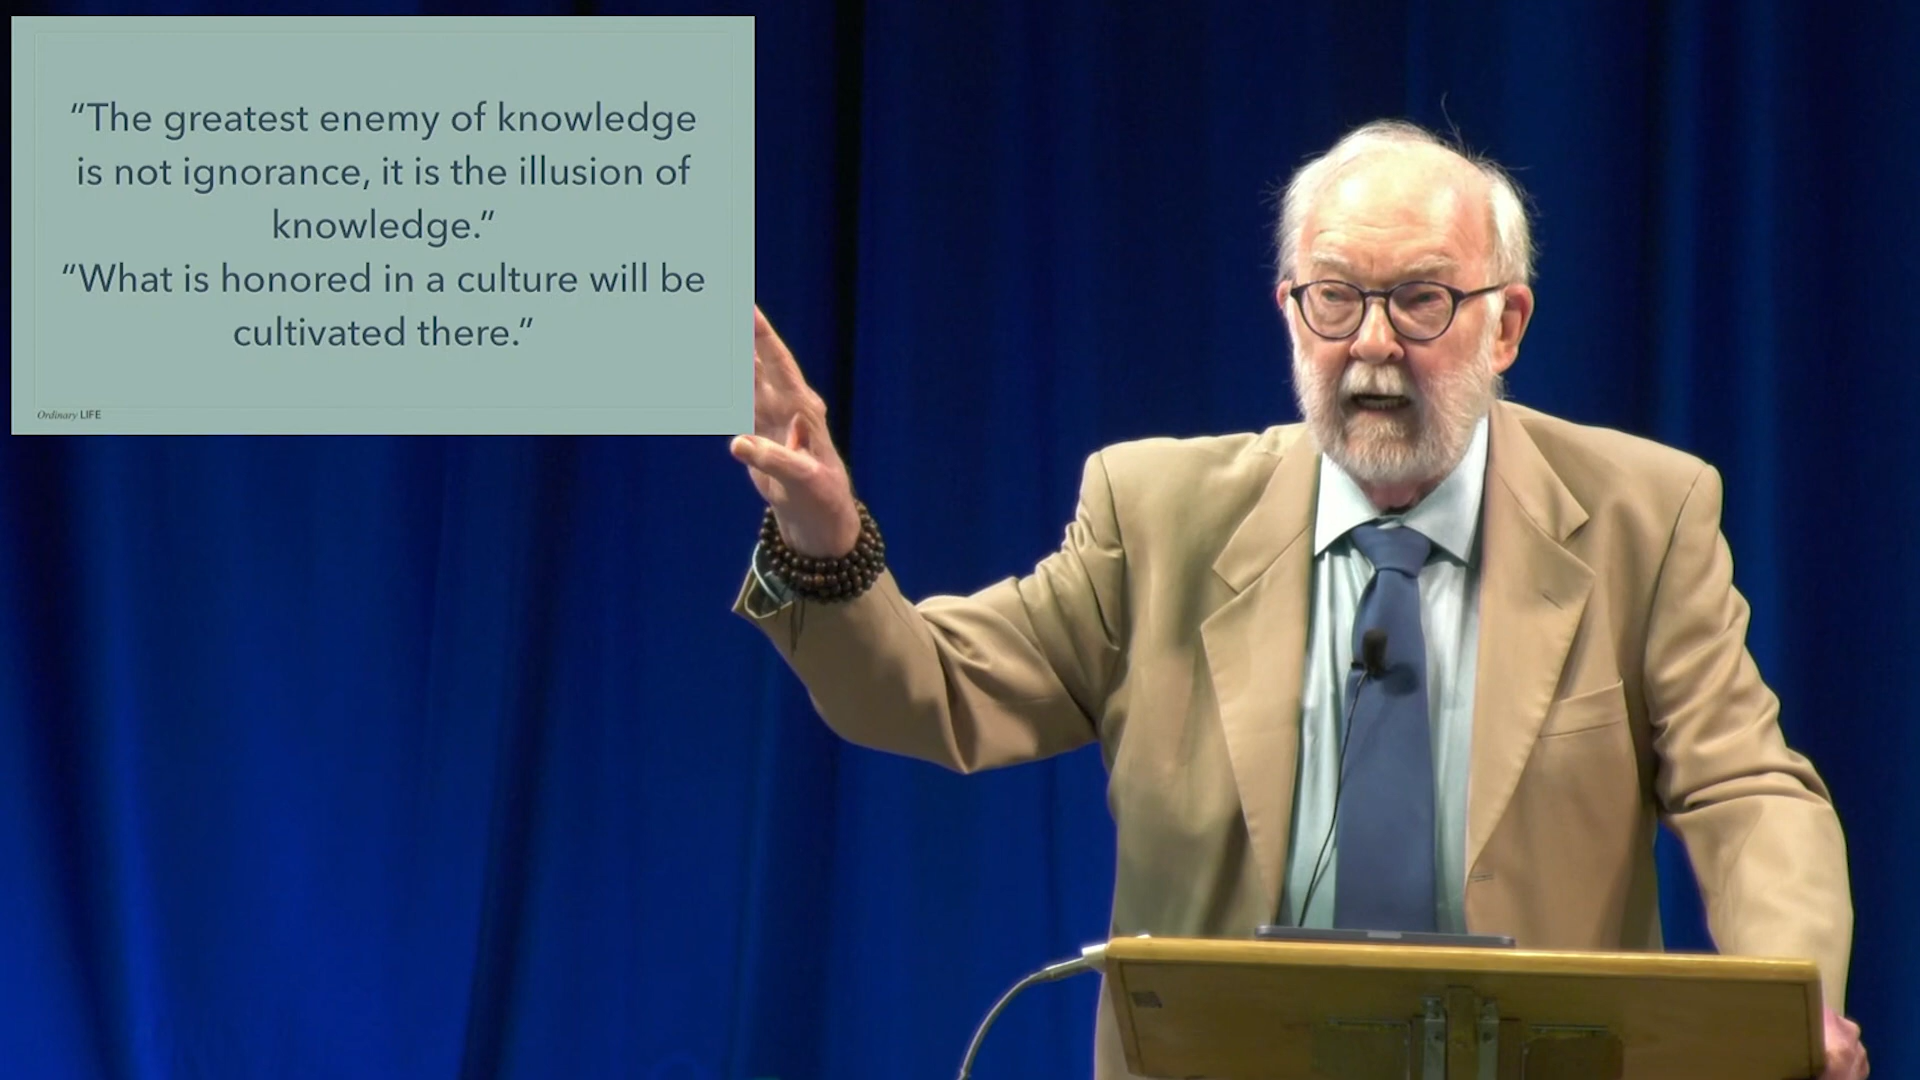 “The greatest enemy of knowledge
is not ignorance, it is the illusion of
knowledge.”
“What is honored in a culture will be
cultivated there.”
Ordinary LIFE